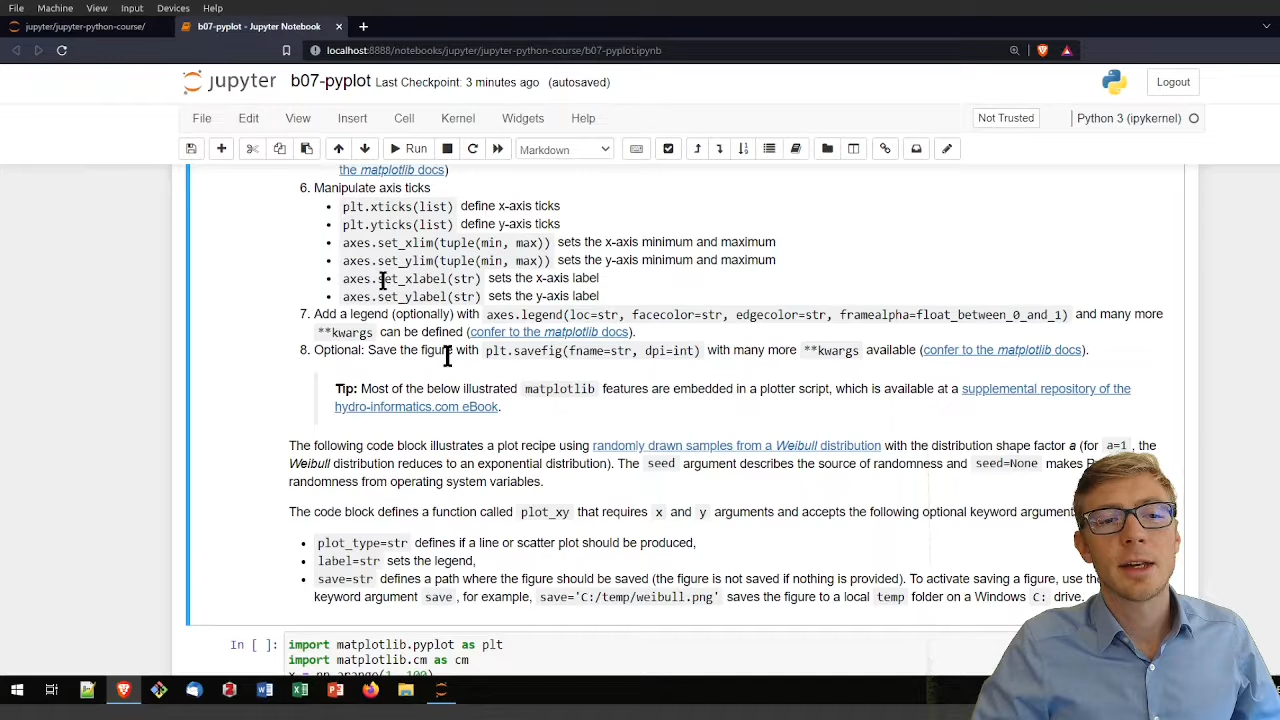 File Machine View Input Devices Help
jupyter/jupyter-python-course/ b07-pyplot - Jupyter Notebook
localhost:8888/notebooks/jupyter/jupyter-python-course/b07-pyplot.ipynb
jupyter b07-pyplot Last Checkpoint: 3 minutes ago (autosaved) Logout
File Edit View Insert Cell Kernel Widgets Help Not Trusted Python 3 (ipykernel)
Run Markdown
the matplotlib docs)
6. Manipulate axis ticks
• plt.xticks(list) define x-axis ticks
• plt.yticks(list) define y-axis ticks
• axes.set_xlim(tuple(min, max)) sets the x-axis minimum and maximum
• axes.set_ylim(tuple(min, max)) sets the y-axis minimum and maximum
• axes.set_xlabel(str) sets the x-axis label
• axes.set_ylabel(str) sets the y-axis label
7. Add a legend (optionally) with axes.legend(loc=str, facecolor=str, edgecolor=str, framealpha=float_between_0_and_1) and many more
**kwargs can be defined (confer to the matplotlib docs).
8. Optional: Save the figure with plt.savefig(fname=str, dpi=int) with many more **kwargs available (confer to the matplotlib docs).
Tip: Most of the below illustrated matplotlib features are embedded in a plotter script, which is available at a supplemental repository of the
hydro-informatics.com eBook.
The following code block illustrates a plot recipe using randomly drawn samples from a Weibull distribution with the distribution shape factor a (for a=1 , the
Weibull distribution reduces to an exponential distribution). The seed argument describes the source of randomness and seed=None makes
randomness from operating system variables.
The code block defines a function called plot_xy that requires x and y arguments and accepts the following optional keyword
• plot_type=str defines if a line or scatter plot should be produced,
• label=str sets the legend,
• save=str defines a path where the figure should be saved (the figure is not saved if nothing is provided). To activate saving a figure, use
keyword argument save , for example, save='C:/temp/weibull.png' saves the figure to a local temp folder on a Windows C: drive.
In [ ]: import matplotlib.pyplot as plt
import matplotlib.cm as cm
x = np.arange(1, 100)